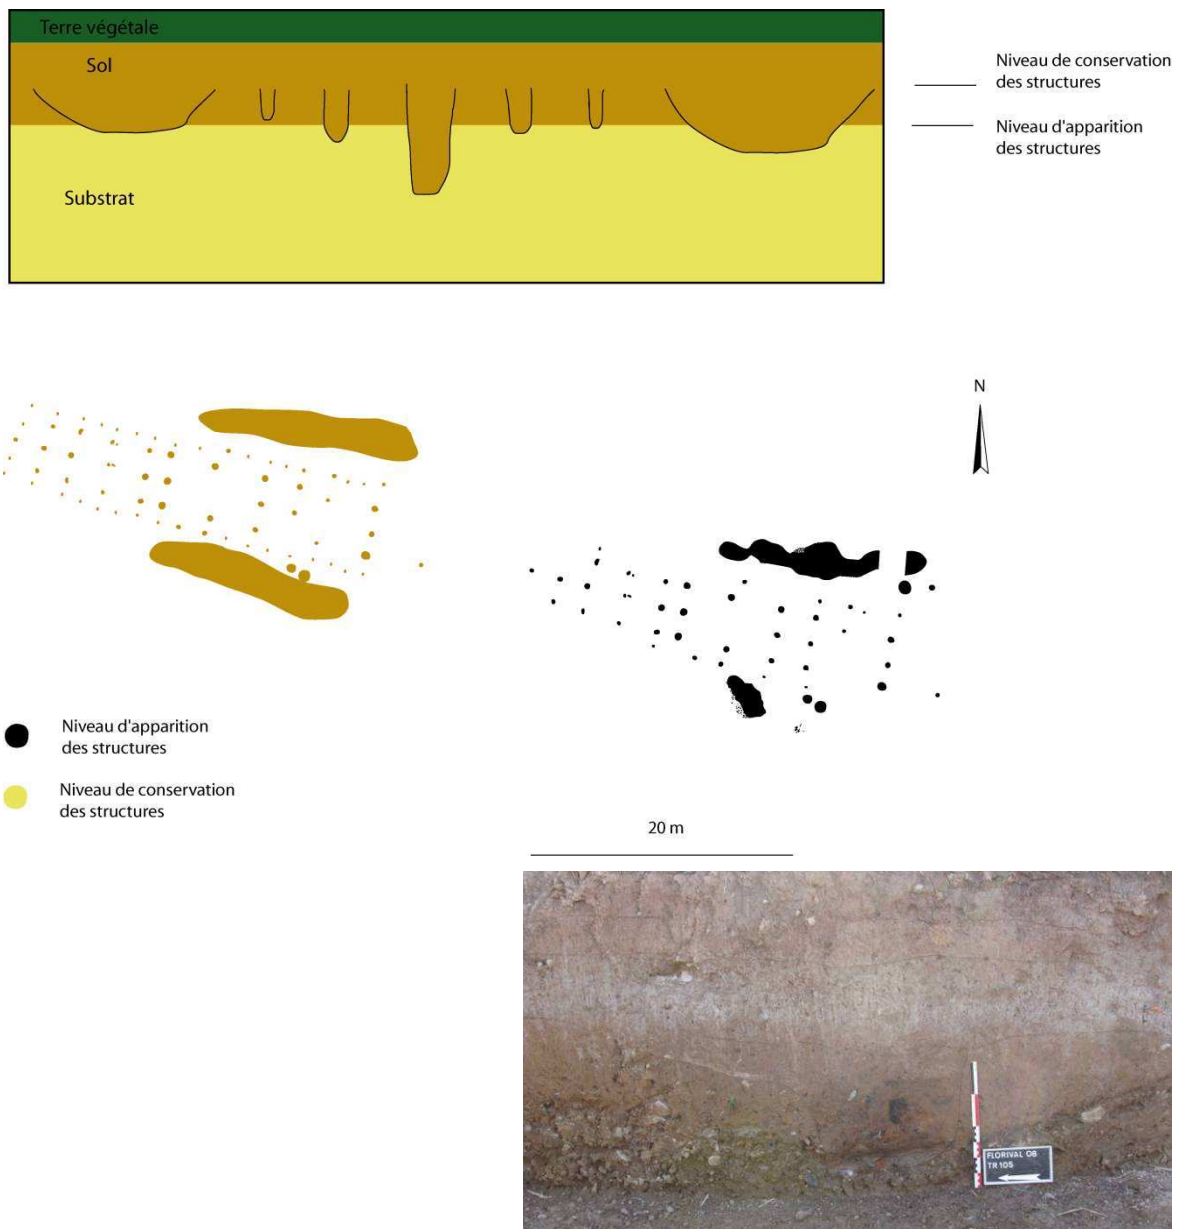 Terre végétale
Sol
Substrat
Niveau de conservation
des structures
Niveau d'apparition
des structures
N
Niveau d'apparition
des structures
Niveau de conservation
des structures
20 m
FLORIVAL 08
TR 105